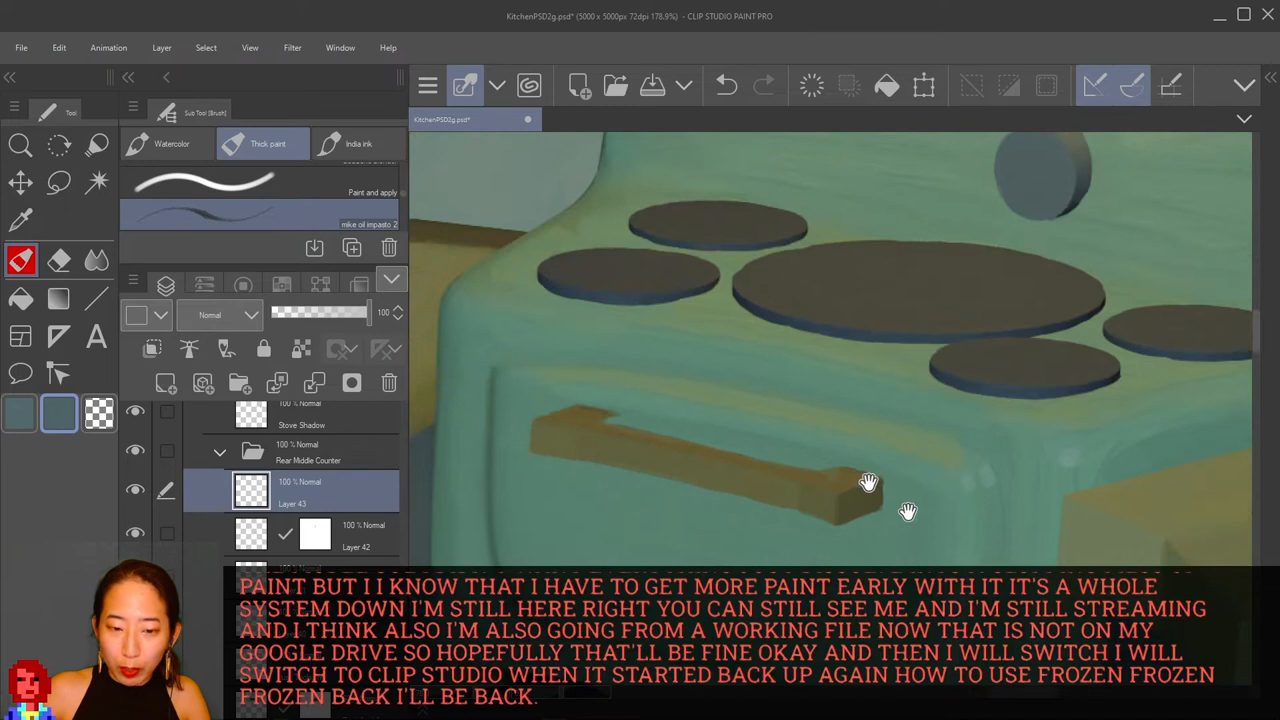 KitchenPSD2g.psd* (5000 x 5000px 72dpi 178.9%) - CLIP STUDIO PAINT PRO
File Edit Animation Layer Select View Filter Window Help
Tool
Sub Tool [Brush]
KitchenPSD2g.psd*
Watercolor Thick paint India ink
Paint and apply
mike oil impasto 2
Normal 100
100 % Normal
Stove Shadow
100 % Normal
Rear Middle Counter
100 % Normal
Layer 43
100 % Normal
Layer 42
PAINT BUT I I KNOW THAT I HAVE TO GET MORE PAINT EARLY WITH IT IT'S A WHOLE
SYSTEM DOWN I'M STILL HERE RIGHT YOU CAN STILL SEE ME AND I'M STILL STREAMING
AND I THINK ALSO I'M ALSO GOING FROM A WORKING FILE NOW THAT IS NOT ON MY
GOOGLE DRIVE SO HOPEFULLY THAT'LL BE FINE OKAY AND THEN I WILL SWITCH I WILL
SWITCH TO CLIP STUDIO WHEN IT STARTED BACK UP AGAIN HOW TO USE FROZEN FROZEN
FROZEN BACK I'LL BE BACK.